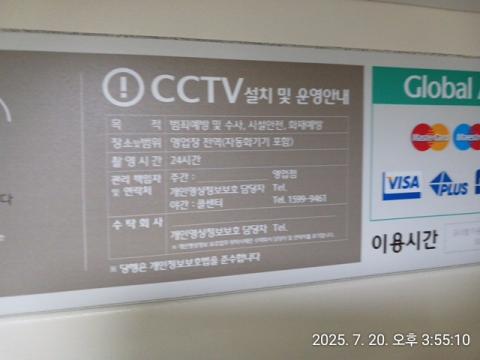 CCTV 설치 및 운영안내
목 적 범죄예방 및 수사, 시설안전, 화재예방
장소및범위 영업장 전역(자동화기기 포함)
촬영시간 24시간
관리 책임자 및 연락처
주간 : 영업점
개인영상정보보호 담당자 Tel.
야간 : 콜센터 Tel. 1599-9461
수탁회사
개인영상정보보호 담당자 Tel.
※ 당행은 개인정보보호법을 준수합니다
다
Global
MasterCard
Maestro
VISA
PLUS
이용시간
2025. 7. 20. 오후 3:55:10